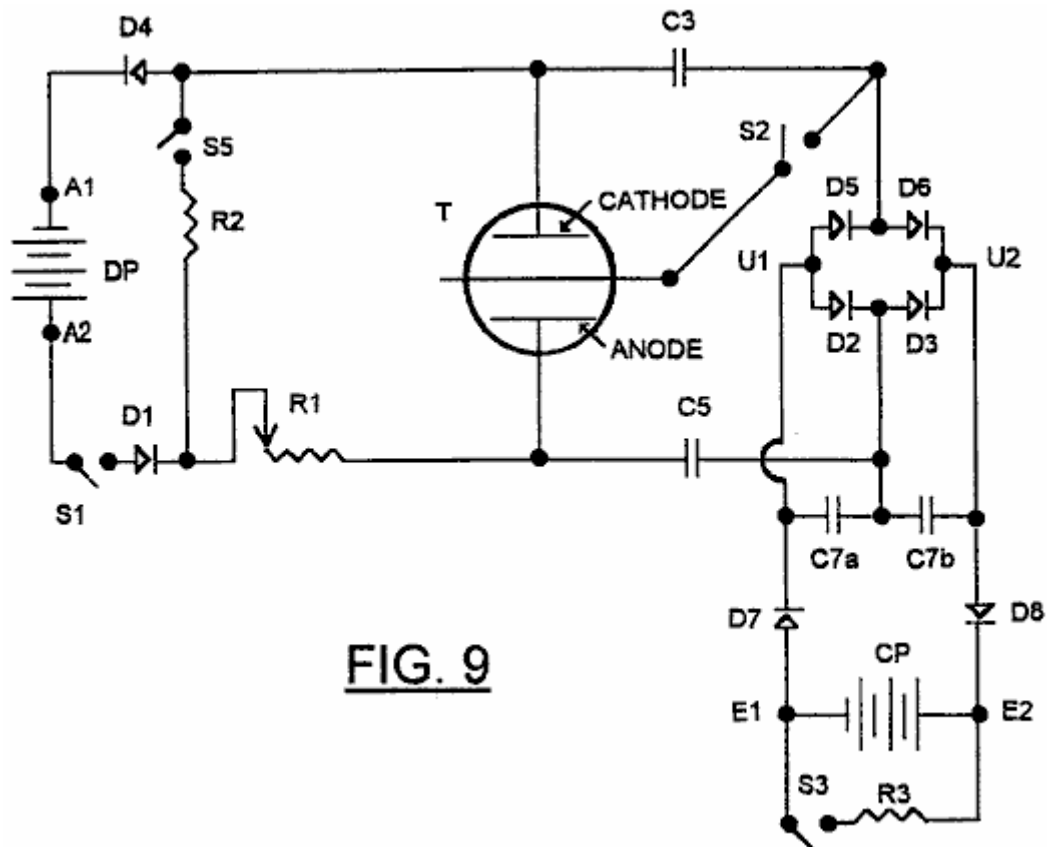 D4
C3
S5
S2
A1
R2
T
CATHODE
D5 D6
DP
U1 U2
A2
ANODE
D2 D3
D1
R1
C5
S1
C7a C7b
D7 D8
FIG. 9
CP
E1 E2
S3
R3